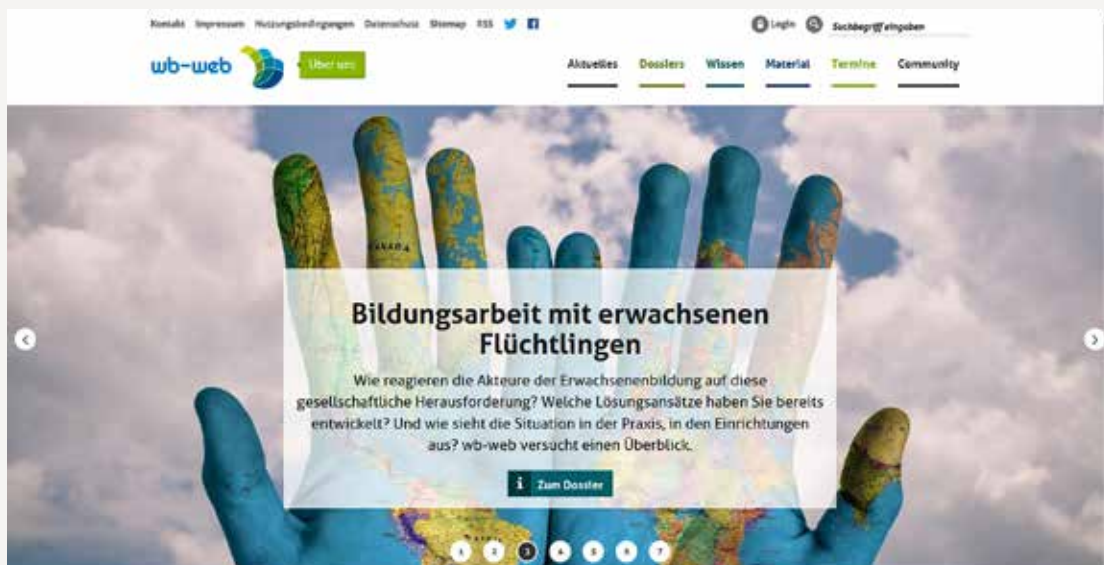 Kontakt Impressum Nutzungsbedingungen Datenschutz Sitemap RSS
Login Suchbegriff eingeben
wb-web Über uns
Aktuelles Dossiers Wissen Material Termine Community
CANADA
Bildungsarbeit mit erwachsenen
Flüchtlingen
Wie reagieren die Akteure der Erwachsenenbildung auf diese
gesellschaftliche Herausforderung? Welche Lösungsansätze haben Sie bereits
entwickelt? Und wie sieht die Situation in der Praxis, in den Einrichtungen
aus? wb-web versucht einen Überblick.
i Zum Dossier
1 2 3 4 5 6 7